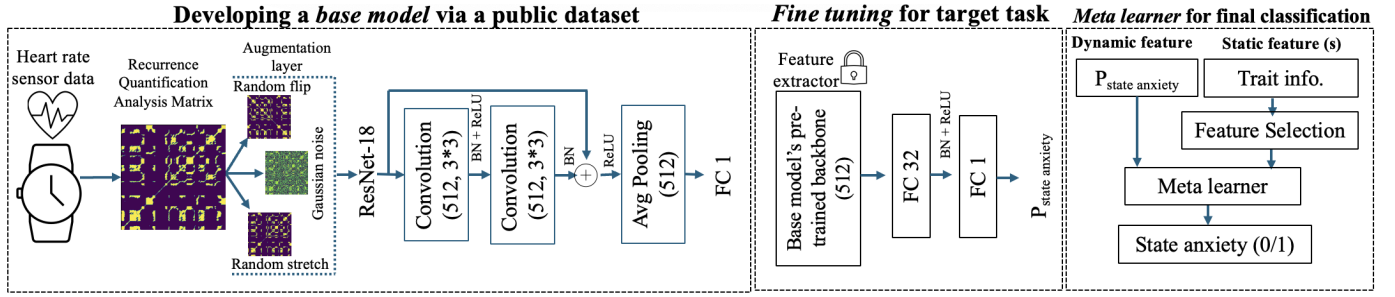 Developing a base model via a public dataset
Heart rate
sensor data
Recurrence
Quantification
Analysis Matrix
Augmentation
layer
Random flip
Gaussian noise
Random stretch
ResNet-18
Convolution
(512, 3*3)
BN + ReLU
Convolution
(512, 3*3)
BN
+
ReLU
Avg Pooling
(512)
FC 1
Fine tuning for target task
Feature
extractor
Base model's pre-
trained backbone
(512)
FC 32
BN + ReLU
FC 1
P state anxiety
Meta learner for final classification
Dynamic feature
Static feature (s)
P state anxiety
Trait info.
Feature Selection
Meta learner
State anxiety (0/1)